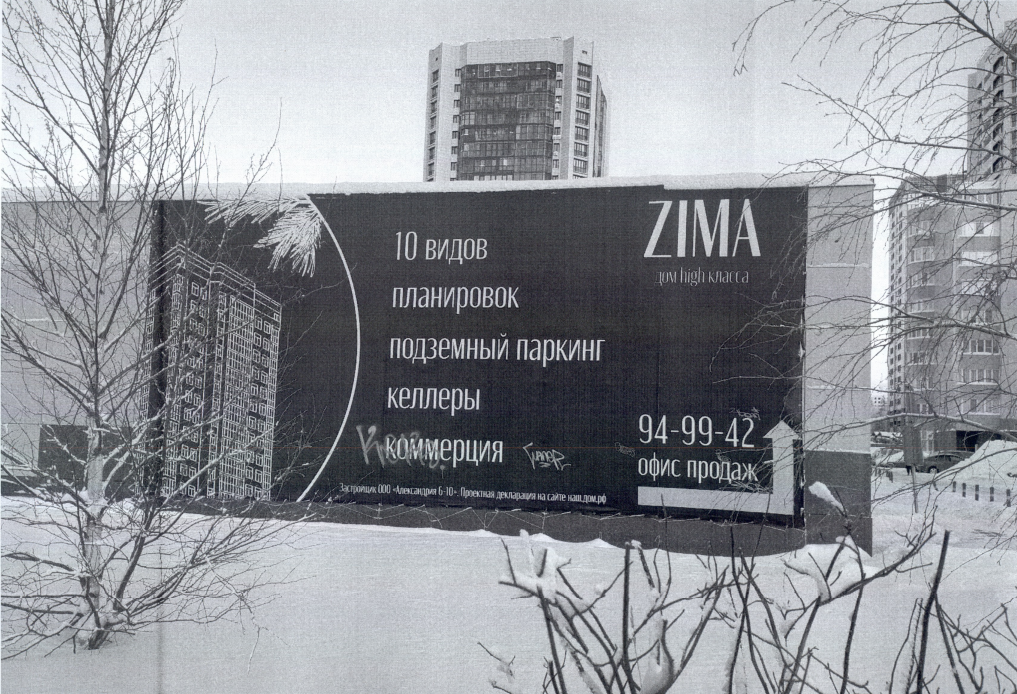 ZIMA
дом high класса
10 видов
планировок
подземный паркинг
келлеры
коммерция
94-99-42
офис продаж
Застройщик ООО «Александрия 6-10». Проектная декларация на сайте наш.дом.рф